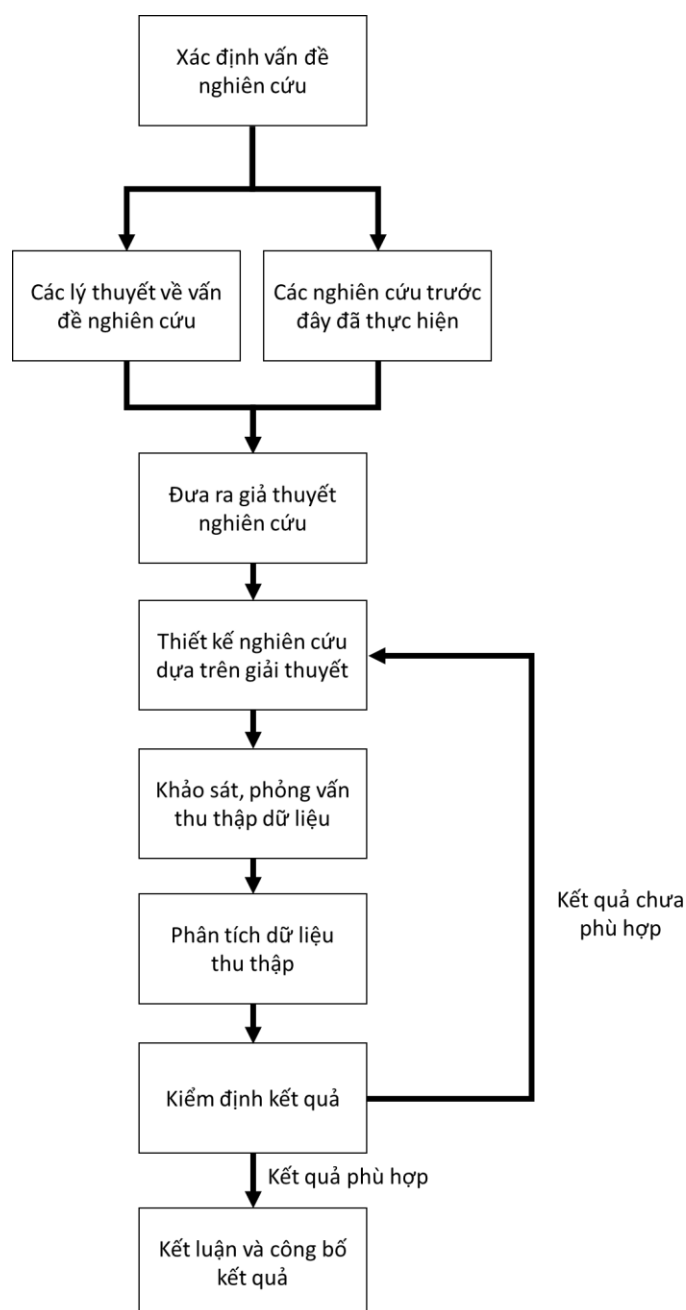 Xác định vấn đề
nghiên cứu
Các lý thuyết về vấn
đề nghiên cứu
Các nghiên cứu trước
đây đã thực hiện
Đưa ra giả thuyết
nghiên cứu
Thiết kế nghiên cứu
dựa trên giải thuyết
Khảo sát, phỏng vấn
thu thập dữ liệu
Phân tích dữ liệu
thu thập
Kết quả chưa
phù hợp
Kiểm định kết quả
Kết quả phù hợp
Kết luận và công bố
kết quả